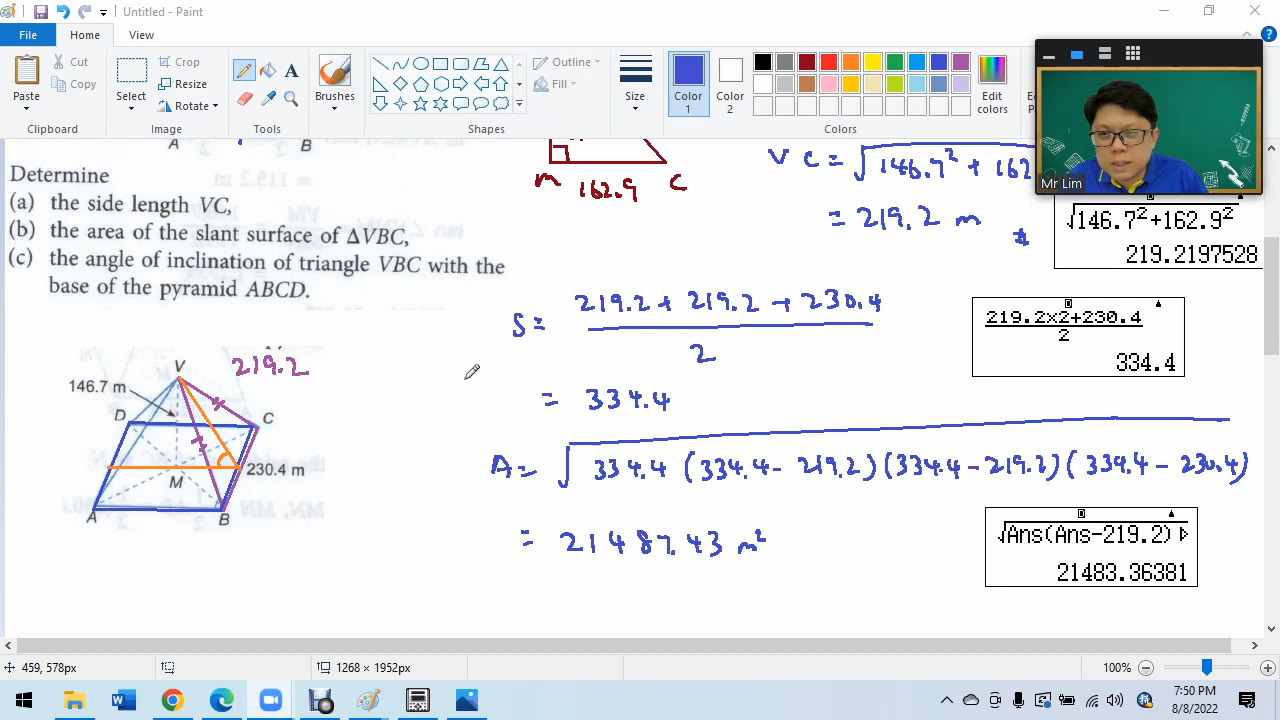 Untitled - Paint
File
Home
View
Paste
Cut
Copy
Clipboard
Select
Crop
Resize
Rotate
Image
A
Tools
Brushes
Outline
Fill
Shapes
Size
Color 1
Color 2
Colors
Edit colors
Mr Lim
A B
Determine
(a) the side length VC,
(b) the area of the slant surface of ΔVBC,
(c) the angle of inclination of triangle VBC with the
base of the pyramid ABCD.
M 162.9 C
VC = √146.7² + 162
= 219.2 m
√146.7²+162.9²
219.2197528
S = 219.2 + 219.2 + 230.4
2
= 334.4
219.2x2+230.4
2
334.4
V
219.2
146.7 m
D
C
230.4 m
M
A
B
A = √334.4 (334.4 - 219.2)(334.4 - 219.2)(334.4 - 230.4)
= 21487.43 m²
√Ans(Ans-219.2)
21483.36381
459, 578px
1268 × 1952px
100%
7:50 PM
8/8/2022